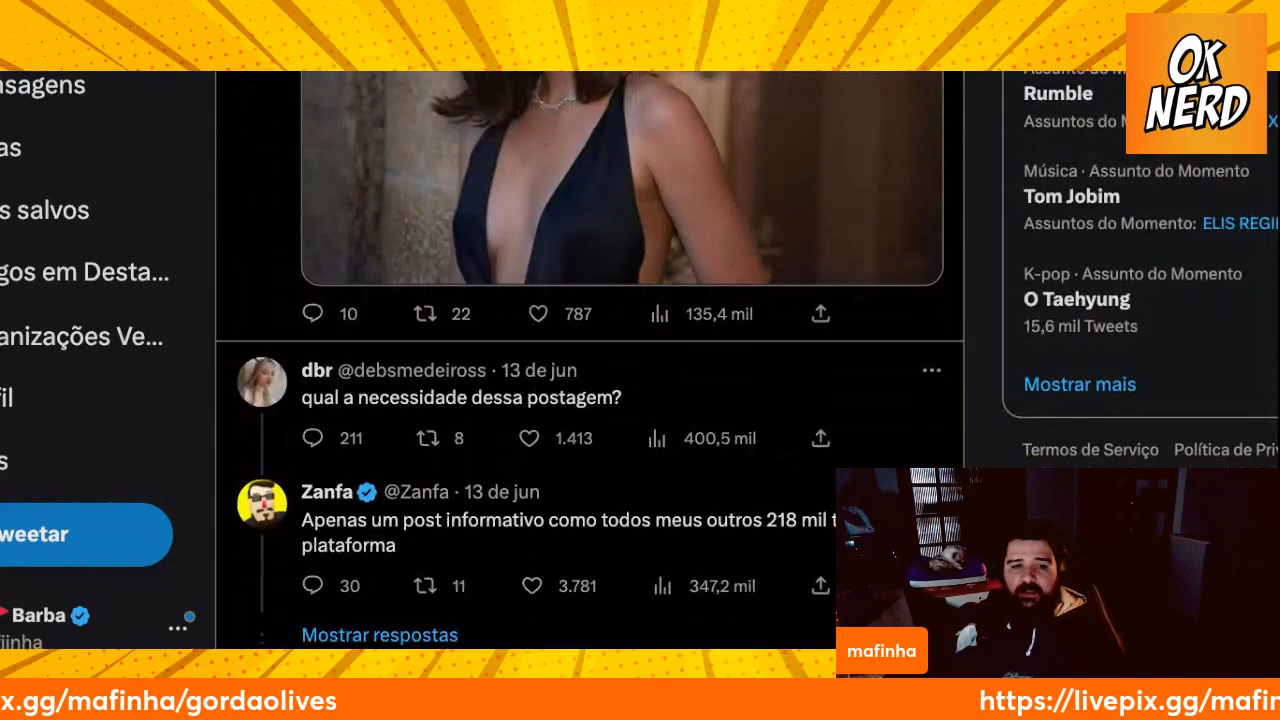 OK
NERD
nsagens
as
s salvos
gos em Desta...
anizações Ve...
fil
s
weetar
Barba
fiinha
10 22 787 135,4 mil
dbr @debsmedeiross · 13 de jun
qual a necessidade dessa postagem?
211 8 1.413 400,5 mil
Zanfa @Zanfa · 13 de jun
Apenas um post informativo como todos meus outros 218 mil t
plataforma
30 11 3.781 347,2 mil
Mostrar respostas
Rumble
Assuntos do M
Música · Assunto do Momento
Tom Jobim
Assuntos do Momento: ELIS REGI
K-pop · Assunto do Momento
O Taehyung
15,6 mil Tweets
Mostrar mais
Termos de Serviço Política de Pri
mafinha
x.gg/mafinha/gordaolives https://livepix.gg/mafin